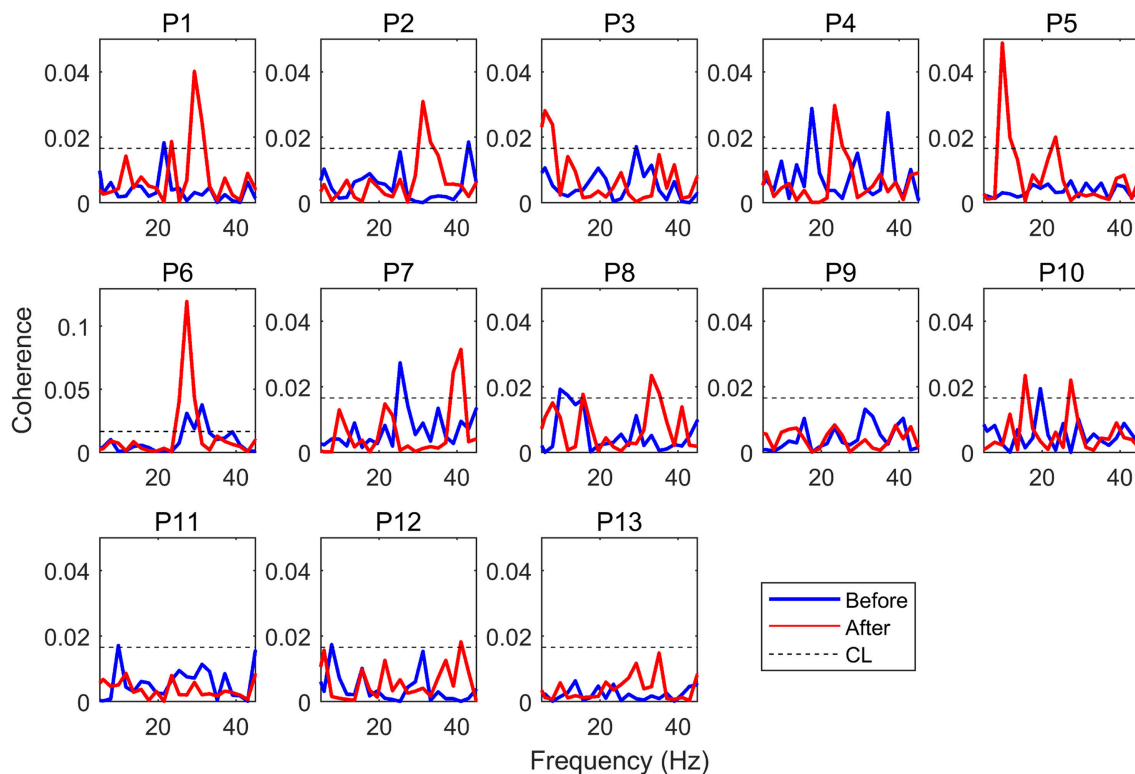 P1 P2 P3 P4 P5
0.04 0.04 0.04 0.04 0.04
0.02 0.02 0.02 0.02 0.02
0 0 0 0 0
20 40 20 40 20 40 20 40 20 40
P6 P7 P8 P9 P10
0.1 0.04 0.04 0.04 0.04
0.05 0.02 0.02 0.02 0.02
0 0 0 0 0
20 40 20 40 20 40 20 40 20 40
Coherence
P11 P12 P13
0.04 0.04 0.04
0.02 0.02 0.02
0 0 0
20 40 20 40 20 40
Before
After
CL
Frequency (Hz)